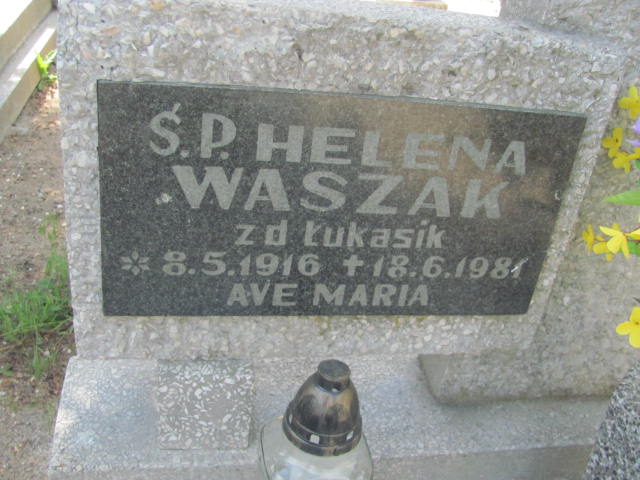 Ś.P. HELENA
WASZAK
zd Łukasik
* 8.5.1916 + 18.6.1981
AVE MARIA